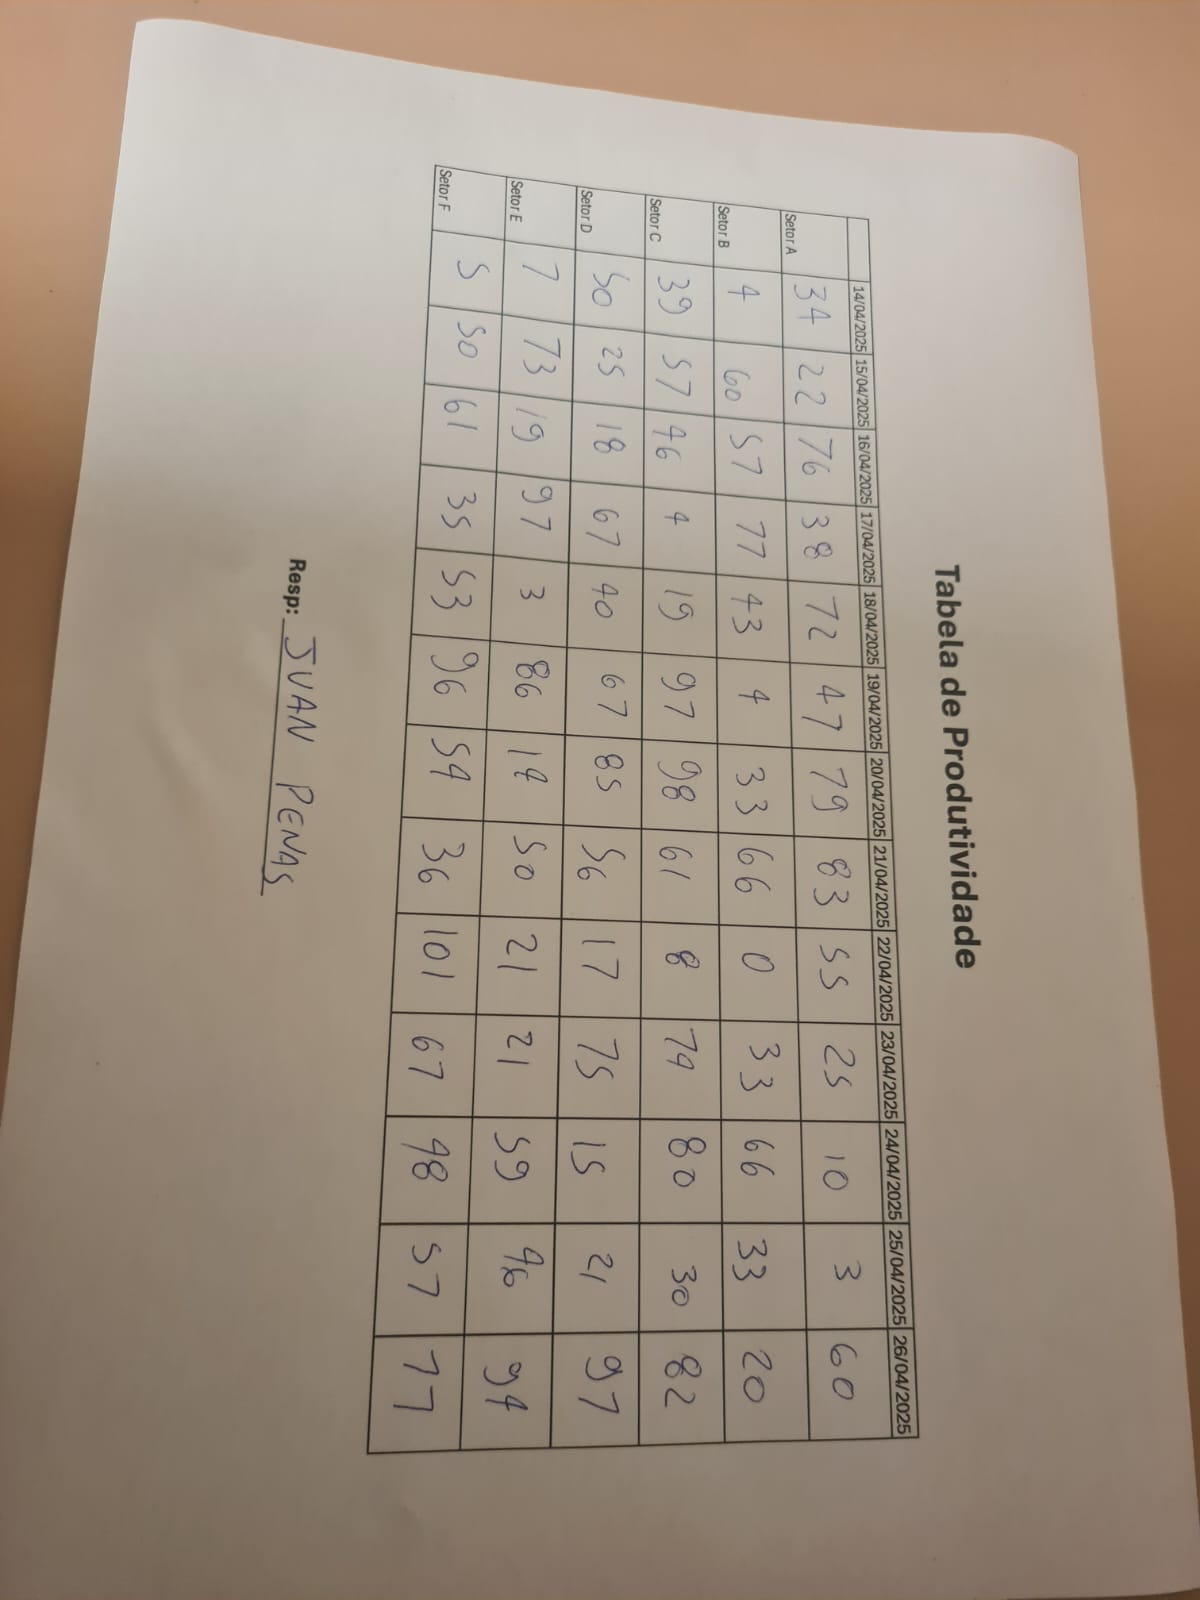 Tabela de Produtividade
14/04/2025 15/04/2025 16/04/2025 17/04/2025 18/04/2025 19/04/2025 20/04/2025 21/04/2025 22/04/2025 23/04/2025 24/04/2025 25/04/2025 26/04/2025
Setor A 34 22 76 38 72 47 79 83 55 25 10 3 60
Setor B 4 60 57 77 43 4 33 66 0 33 66 33 20
Setor C 39 57 46 4 19 97 98 61 8 74 80 30 82
Setor D 50 25 18 67 40 67 85 56 17 75 15 21 97
Setor E 7 73 19 97 3 86 14 50 21 21 59 46 94
Setor F 5 50 61 35 53 96 54 36 101 67 48 57 77
Resp: JUAN PENAS